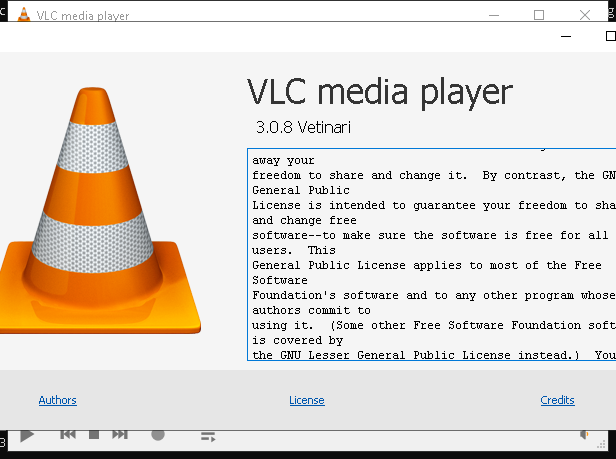 VLC media player
VLC media player
3.0.8 Vetinari
away your
freedom to share and change it.  By contrast, the GN
General Public
License is intended to guarantee your freedom to sha
and change free
software--to make sure the software is free for all
users.  This
General Public License applies to most of the Free
Software
Foundation's software and to any other program whose
authors commit to
using it.  (Some other Free Software Foundation soft
is covered by
the GNU Lesser General Public License instead.)  You
Authors License Credits